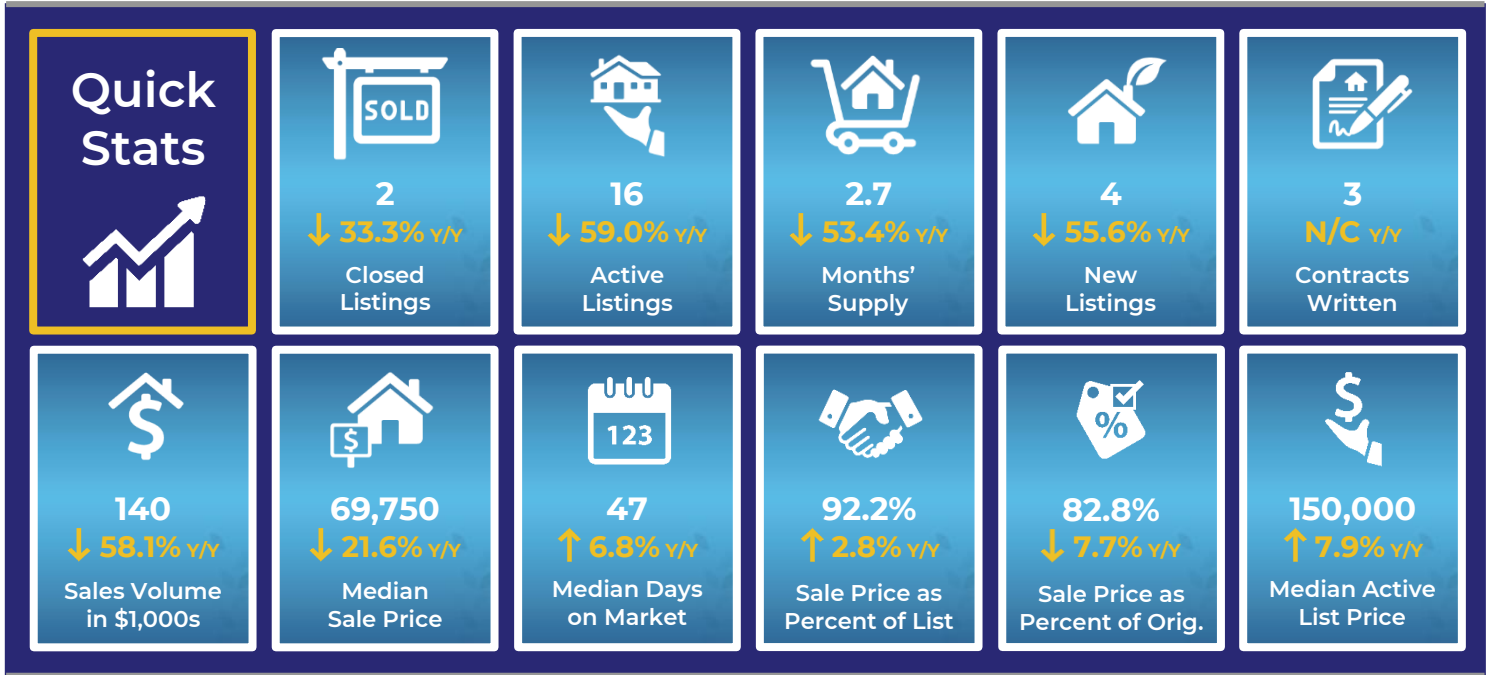 Quick
Stats
SOLD
2
↓ 33.3% Y/Y
Closed
Listings
16
↓ 59.0% Y/Y
Active
Listings
2.7
↓ 53.4% Y/Y
Months’
Supply
4
↓ 55.6% Y/Y
New
Listings
3
N/C Y/Y
Contracts
Written
$
140
↓ 58.1% Y/Y
Sales Volume
in $1,000s
$
69,750
↓ 21.6% Y/Y
Median
Sale Price
123
47
↑ 6.8% Y/Y
Median Days
on Market
92.2%
↑ 2.8% Y/Y
Sale Price as
Percent of List
%
82.8%
↓ 7.7% Y/Y
Sale Price as
Percent of Orig.
$
150,000
↑ 7.9% Y/Y
Median Active
List Price